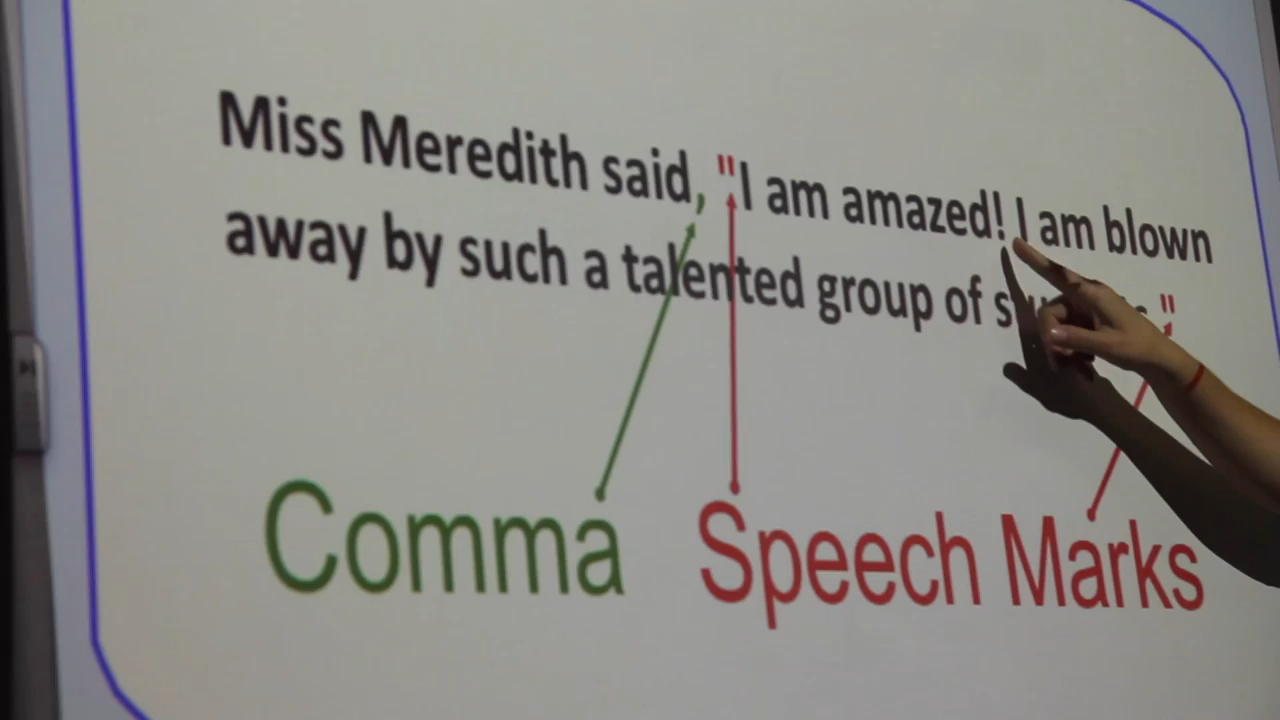 Miss Meredith said, "I am amazed! I am blown
away by such a talented group of "
Comma Speech Marks